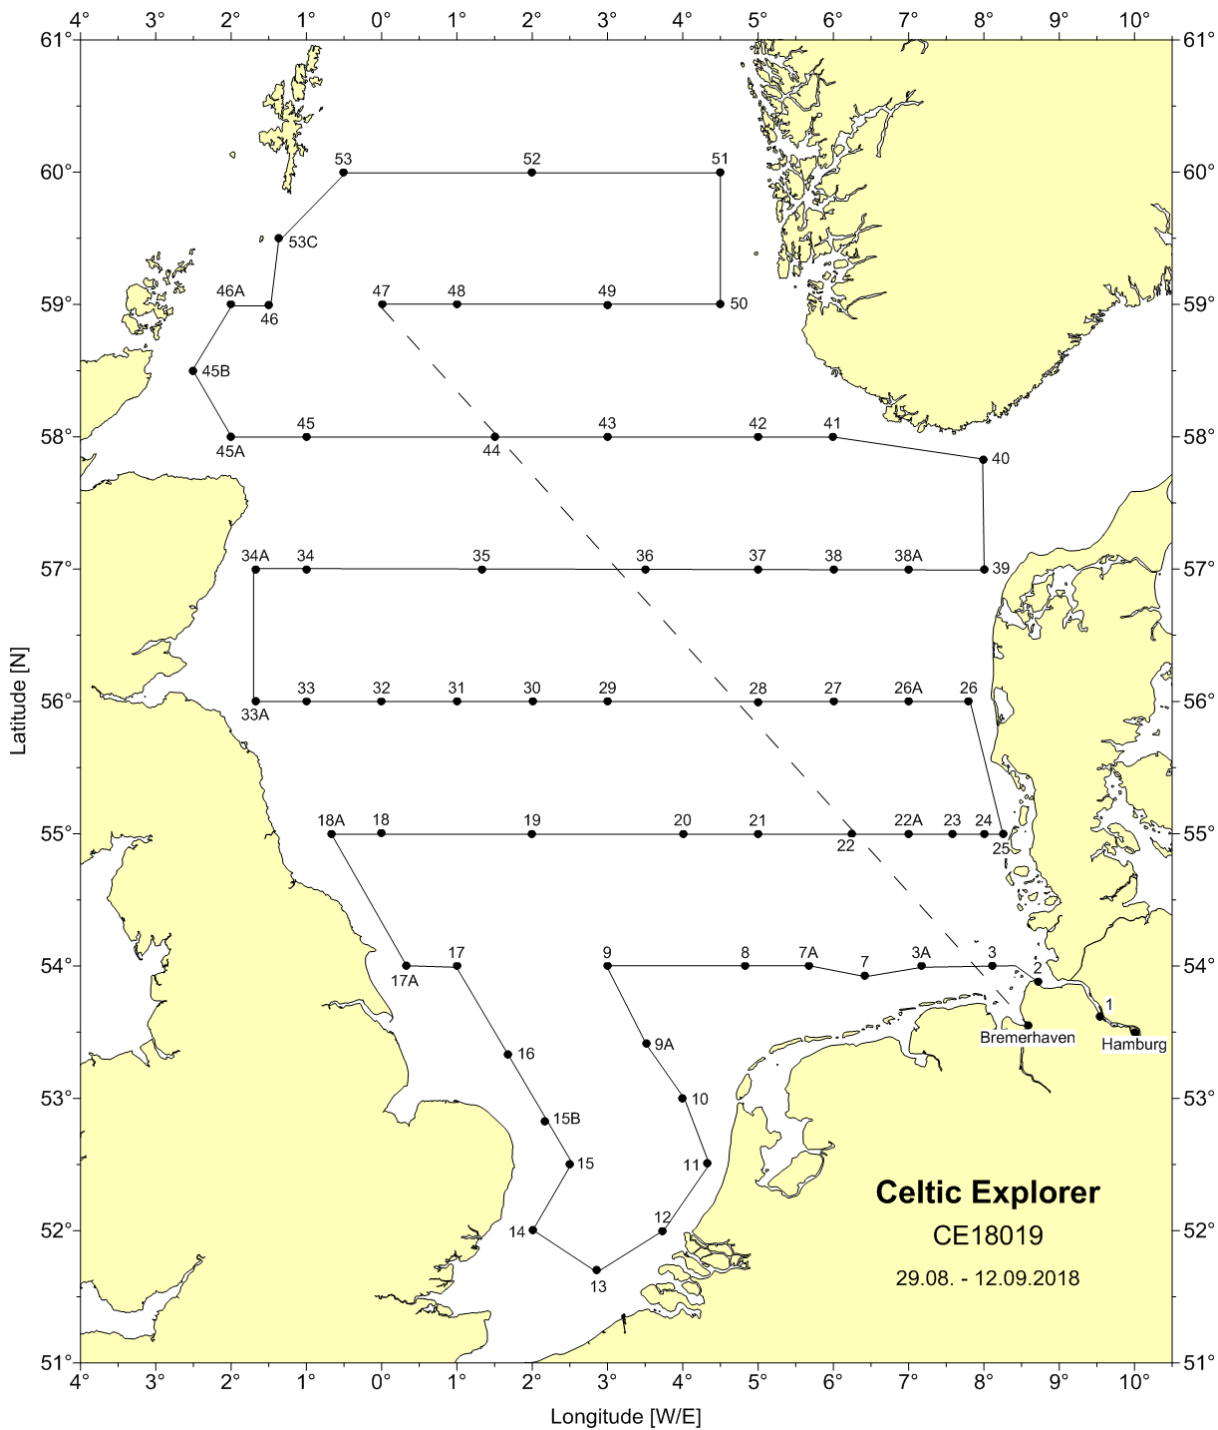 4° 3° 2° 1° 0° 1° 2° 3° 4° 5° 6° 7° 8° 9° 10°
61° 61°
53 52 51
60° 60°
53C
46A 47 48 49
59° 46 50 59°
45B
45 43 42 41
58° 58°
45A 44 40
34A 34 35 36 37 38 38A
57° 39 57°
33 32 31 30 29 28 27 26A 26
56° 56°
33A
Latitude [N]
18A 18 19 20 21 22A 23 24
55° 55°
22 25
17 9 8 7A 3A 3
54° 7 2 54°
17A
1
Bremerhaven
Hamburg
16 9A
53° 10 53°
15B
15 11
Celtic Explorer
12
52° 14 52°
CE18019
13
29.08. - 12.09.2018
51° 51°
4° 3° 2° 1° 0° 1° 2° 3° 4° 5° 6° 7° 8° 9° 10°
Longitude [W/E]